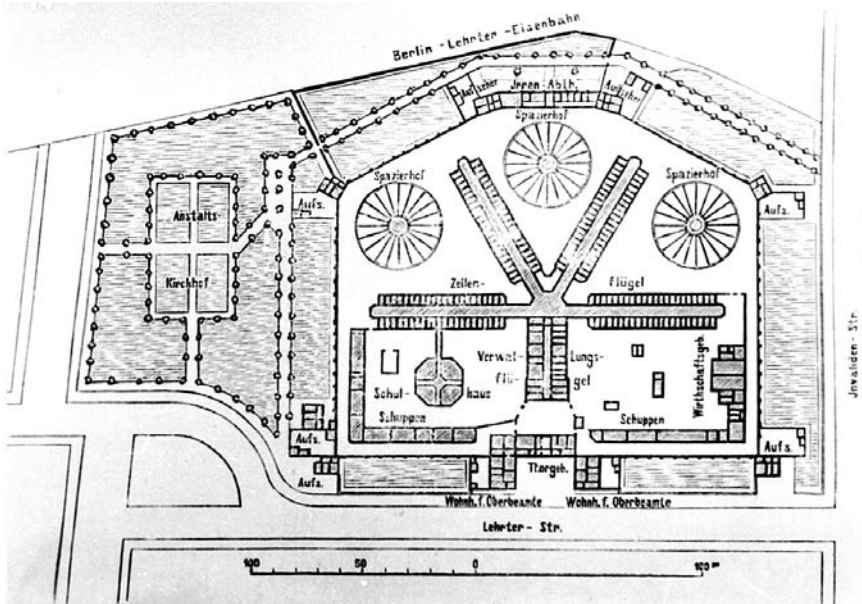 Berlin - Lehrter - Eisenbahn
Aufseher
Irren-Abth.
Aufseher
Spazierhof
Spazierhof
Spazierhof
Aufs.
Aufs.
Anstalts-
Kirchhof
Zellen-
flügel
Verwal-
tungs-
flü-
gel
Schul-
haus
Schuppen
Schuppen
Wirthschaftsgeb.
Invaliden - Str.
Aufs.
Aufs.
Aufs.
Thorgeb.
Wohnh. f. Oberbeamte
Wohnh. f. Oberbeamte
Lehrter - Str.
100
50
0
100 m